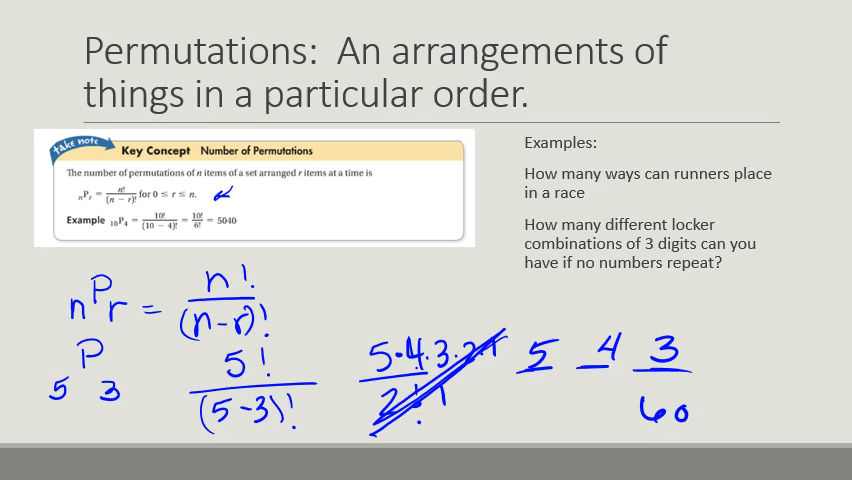 Permutations: An arrangements of
things in a particular order.
take note
Key Concept Number of Permutations
The number of permutations of n items of a set arranged r items at a time is
nPr = n!/(n − r)! for 0 ≤ r ≤ n.
Example 10P4 = 10!/(10 − 4)! = 10!/6! = 5040
Examples:
How many ways can runners place
in a race
How many different locker
combinations of 3 digits can you
have if no numbers repeat?
nPr = n!/(n-r)!
5P3 5!/(5-3)! 5·4·3·2·1/2·1 5 4 3
60